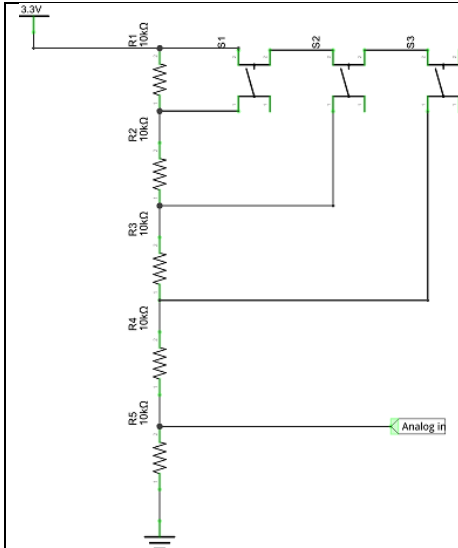 3.3V
R1
10kΩ
S1
S2
S3
R2
10kΩ
R3
10kΩ
R4
10kΩ
R5
10kΩ
Analog in